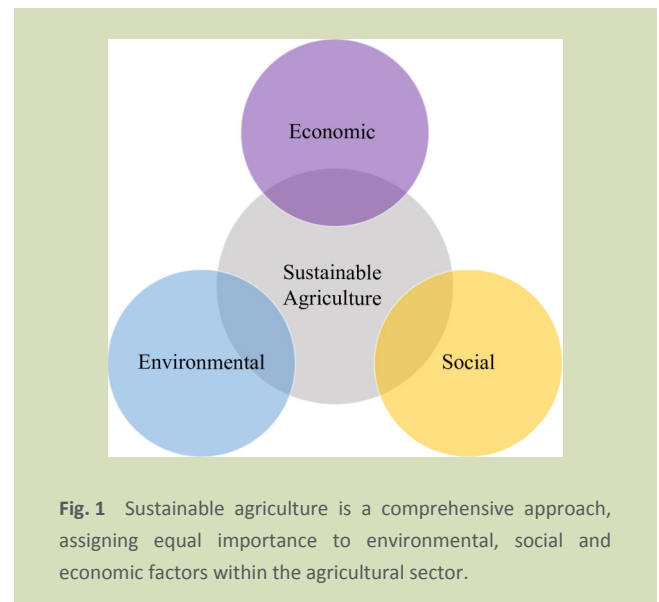 Economic
Sustainable
Agriculture
Environmental
Social
Fig. 1 Sustainable agriculture is a comprehensive approach,
assigning equal importance to environmental, social and
economic factors within the agricultural sector.